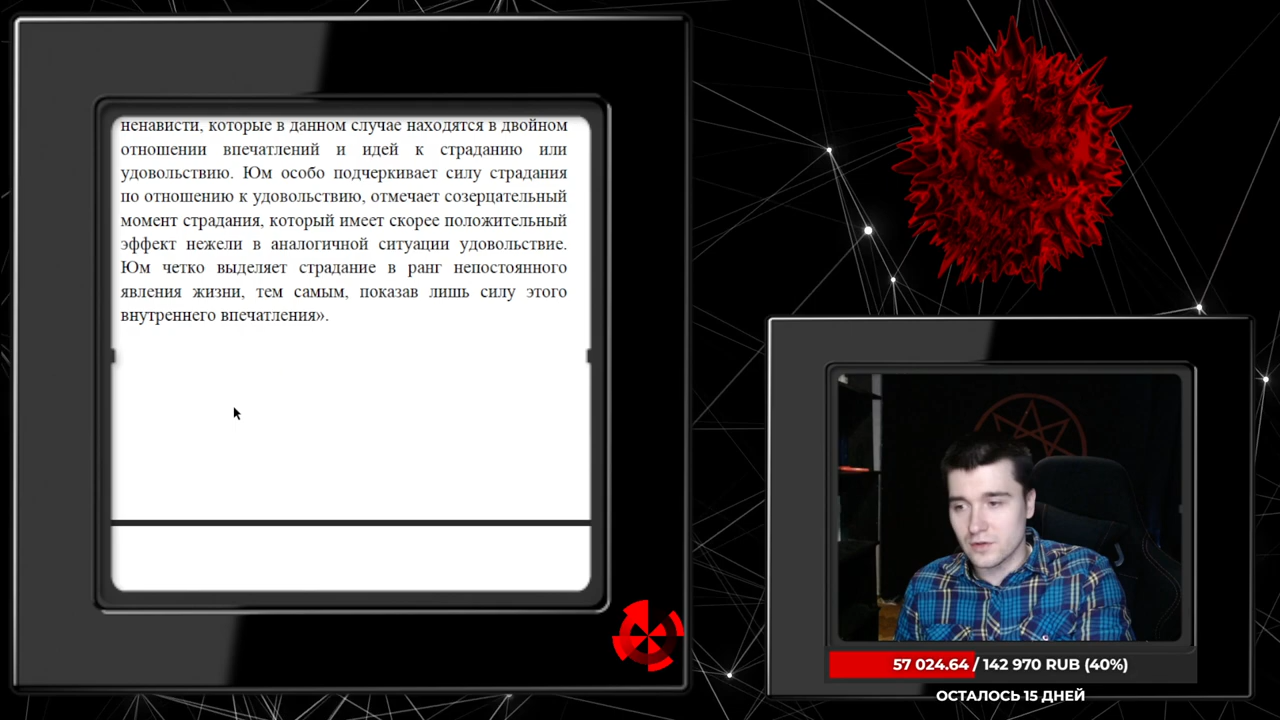 ненависти, которые в данном случае находятся в двойном
отношении впечатлений и идей к страданию или
удовольствию. Юм особо подчеркивает силу страдания
по отношению к удовольствию, отмечает созерцательный
момент страдания, который имеет скорее положительный
эффект нежели в аналогичной ситуации удовольствие.
Юм четко выделяет страдание в ранг непостоянного
явления жизни, тем самым, показав лишь силу этого
внутреннего впечатления».
57 024.64 / 142 970 RUB (40%)
ОСТАЛОСЬ 15 ДНЕЙ